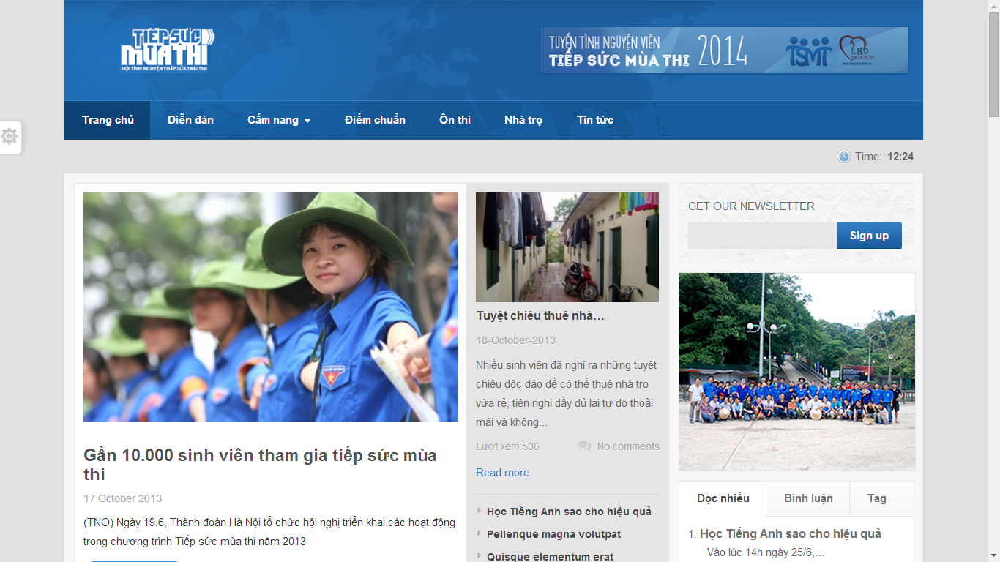 TIẾP SỨC
MÙA THI
HỘI TÌNH NGUYỆN THẮP LỬA TRÁI TIM
TUYỂN TÌNH NGUYỆN VIÊN
TIẾP SỨC MÙA THI 2014
TSMT
LHO
Trang chủ
Diễn đàn
Cẩm nang
Điểm chuẩn
Ôn thi
Nhà trọ
Tin tức
Time: 12:24
Gần 10.000 sinh viên tham gia tiếp sức mùa
thi
17 October 2013
(TNO) Ngày 19.6, Thành đoàn Hà Nội tổ chức hội nghị triển khai các hoạt động
trong chương trình Tiếp sức mùa thi năm 2013
Tuyệt chiêu thuê nhà…
18-October-2013
Nhiều sinh viên đã nghĩ ra những tuyệt
chiêu độc đáo để có thể thuê nhà trọ
vừa rẻ, tiện nghi đầy đủ lại tự do thoải
mái và không...
Lượt xem:536
No comments
Read more
Học Tiếng Anh sao cho hiệu quả
Pellenque magna volutpat
Quisque elementum erat
GET OUR NEWSLETTER
Sign up
Đọc nhiều
Bình luận
Tag
1. Học Tiếng Anh sao cho hiệu quả
Vào lúc 14h ngày 25/6,…